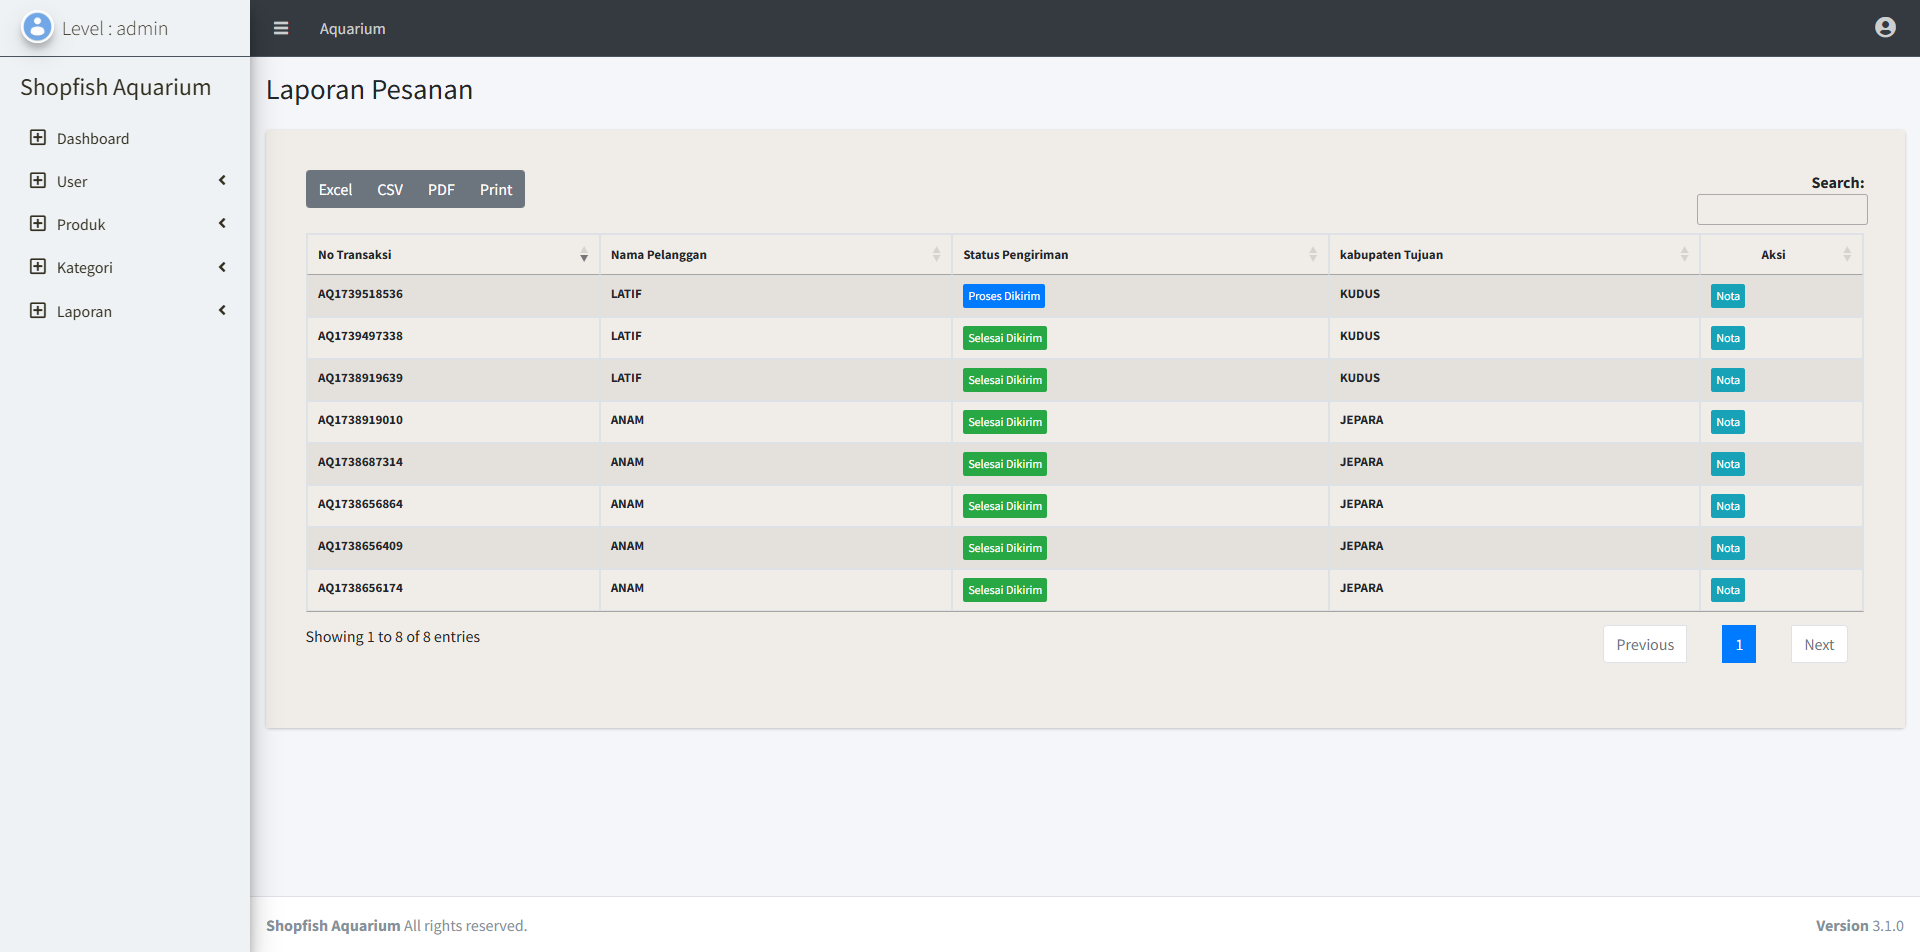 Level : admin
Aquarium
Shopfish Aquarium
Dashboard
User
Produk
Kategori
Laporan
Laporan Pesanan
Excel CSV PDF Print
Search:
No Transaksi Nama Pelanggan Status Pengiriman kabupaten Tujuan Aksi
AQ1739518536 LATIF Proses Dikirim KUDUS Nota
AQ1739497338 LATIF Selesai Dikirim KUDUS Nota
AQ1738919639 LATIF Selesai Dikirim KUDUS Nota
AQ1738919010 ANAM Selesai Dikirim JEPARA Nota
AQ1738687314 ANAM Selesai Dikirim JEPARA Nota
AQ1738656864 ANAM Selesai Dikirim JEPARA Nota
AQ1738656409 ANAM Selesai Dikirim JEPARA Nota
AQ1738656174 ANAM Selesai Dikirim JEPARA Nota
Showing 1 to 8 of 8 entries
Previous 1 Next
Shopfish Aquarium All rights reserved.
Version 3.1.0